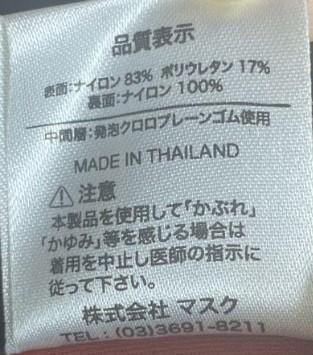 品質表示
表面:ナイロン 83% ポリウレタン 17%
裏面:ナイロン 100%
中間層:発泡クロロプレーンゴム使用
MADE IN THAILAND
⚠注意
本製品を使用して「かぶれ」
「かゆみ」等を感じる場合は
着用を中止し医師の指示に
従って下さい。
株式会社 マスク
TEL:(03)3691-8211